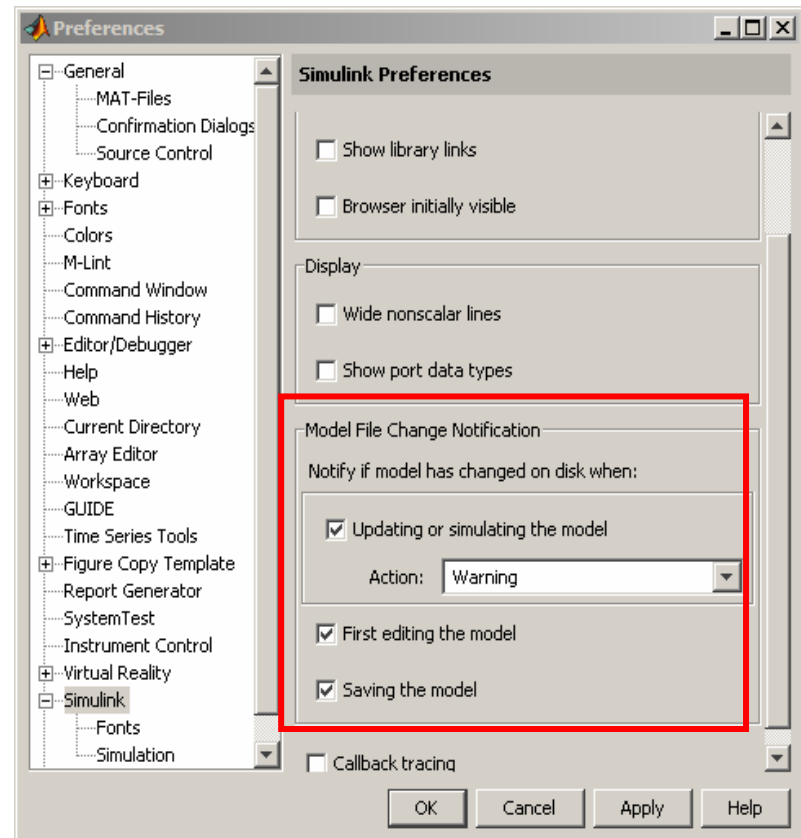 Preferences
General
MAT-Files
Confirmation Dialogs
Source Control
Keyboard
Fonts
Colors
M-Lint
Command Window
Command History
Editor/Debugger
Help
Web
Current Directory
Array Editor
Workspace
GUIDE
Time Series Tools
Figure Copy Template
Report Generator
SystemTest
Instrument Control
Virtual Reality
Simulink
Fonts
Simulation
Simulink Preferences
Show library links
Browser initially visible
Display
Wide nonscalar lines
Show port data types
Model File Change Notification
Notify if model has changed on disk when:
Updating or simulating the model
Action: Warning
First editing the model
Saving the model
Callback tracing
OK Cancel Apply Help